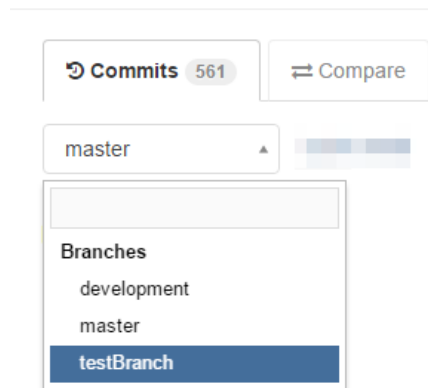 Commits 561 Compare
master
Branches
development
master
testBranch